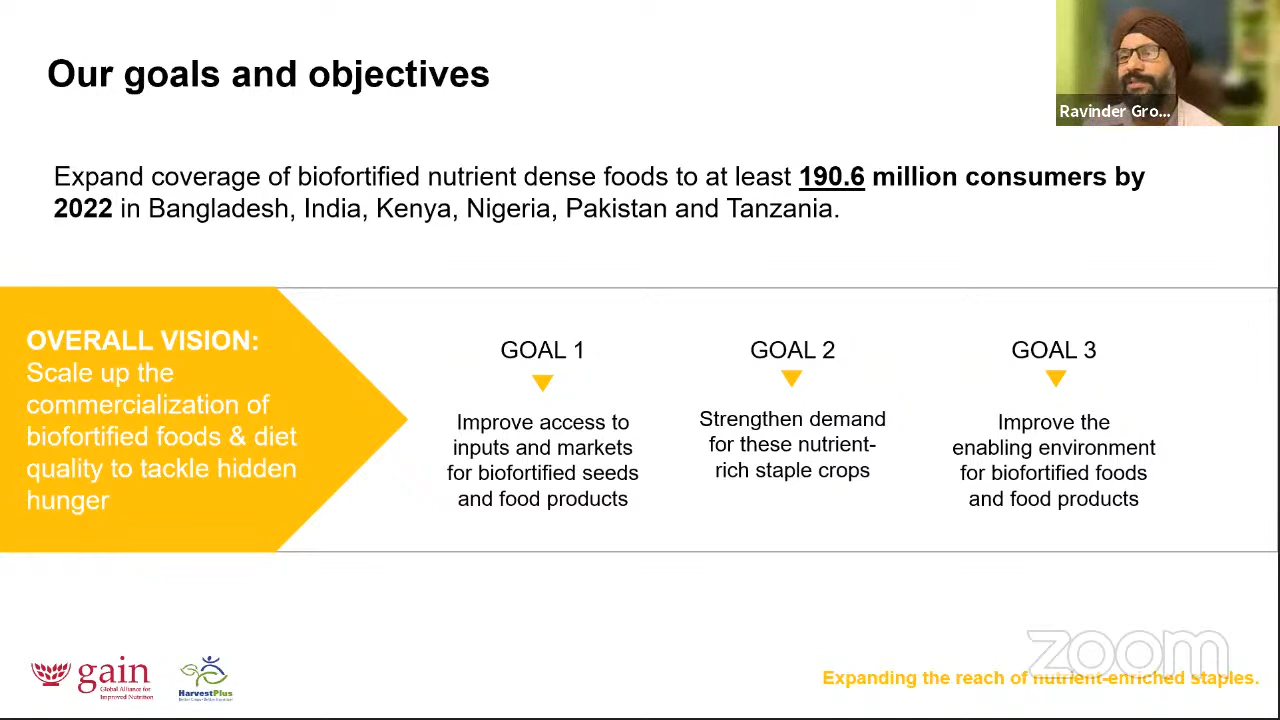 Our goals and objectives
Ravinder Gro...
Expand coverage of biofortified nutrient dense foods to at least 190.6 million consumers by
2022 in Bangladesh, India, Kenya, Nigeria, Pakistan and Tanzania.
OVERALL VISION:
Scale up the
commercialization of
biofortified foods & diet
quality to tackle hidden
hunger
GOAL 1
Improve access to
inputs and markets
for biofortified seeds
and food products
GOAL 2
Strengthen demand
for these nutrient-
rich staple crops
GOAL 3
Improve the
enabling environment
for biofortified foods
and food products
gain
Global Alliance for
Improved Nutrition
HarvestPlus
Better Crops • Better Nutrition
zoom
Expanding the reach of nutrient-enriched staples.